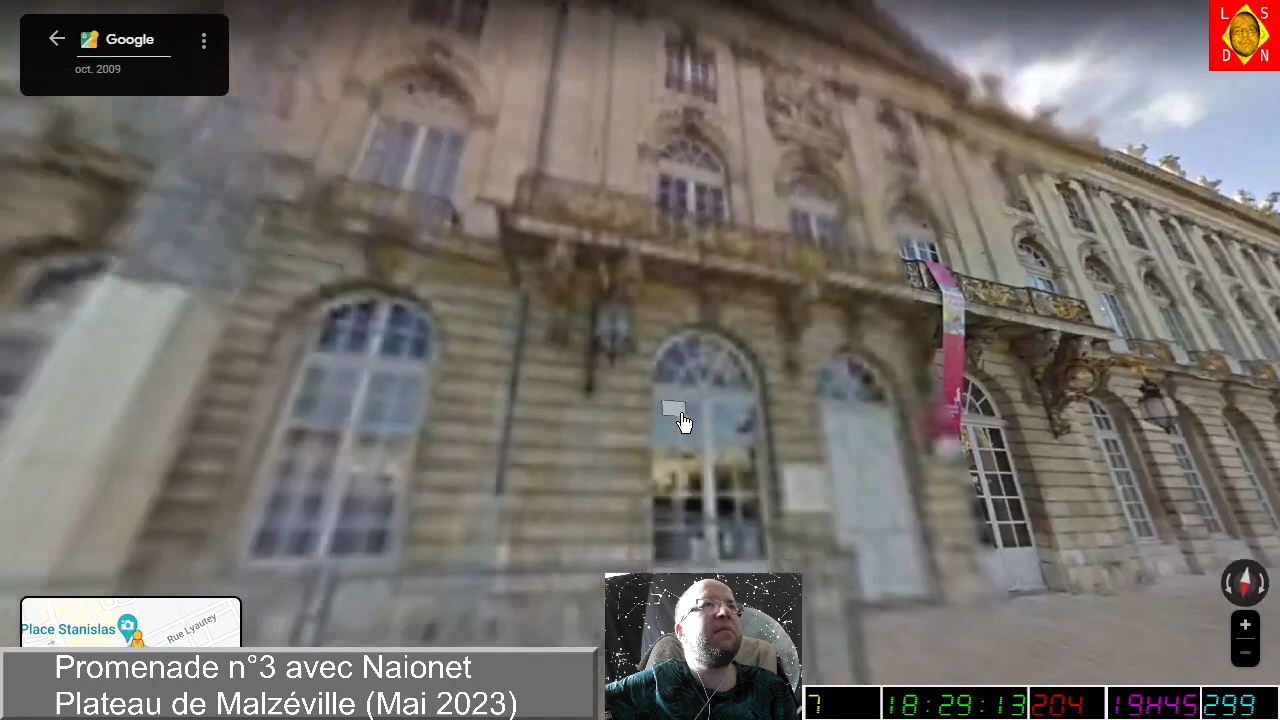 Google
oct. 2009
L S
D N
Place Stanislas
Rue Lyautey
Promenade n°3 avec Naionet
Plateau de Malzéville (Mai 2023)
7
18:29:13
204
19H45
299